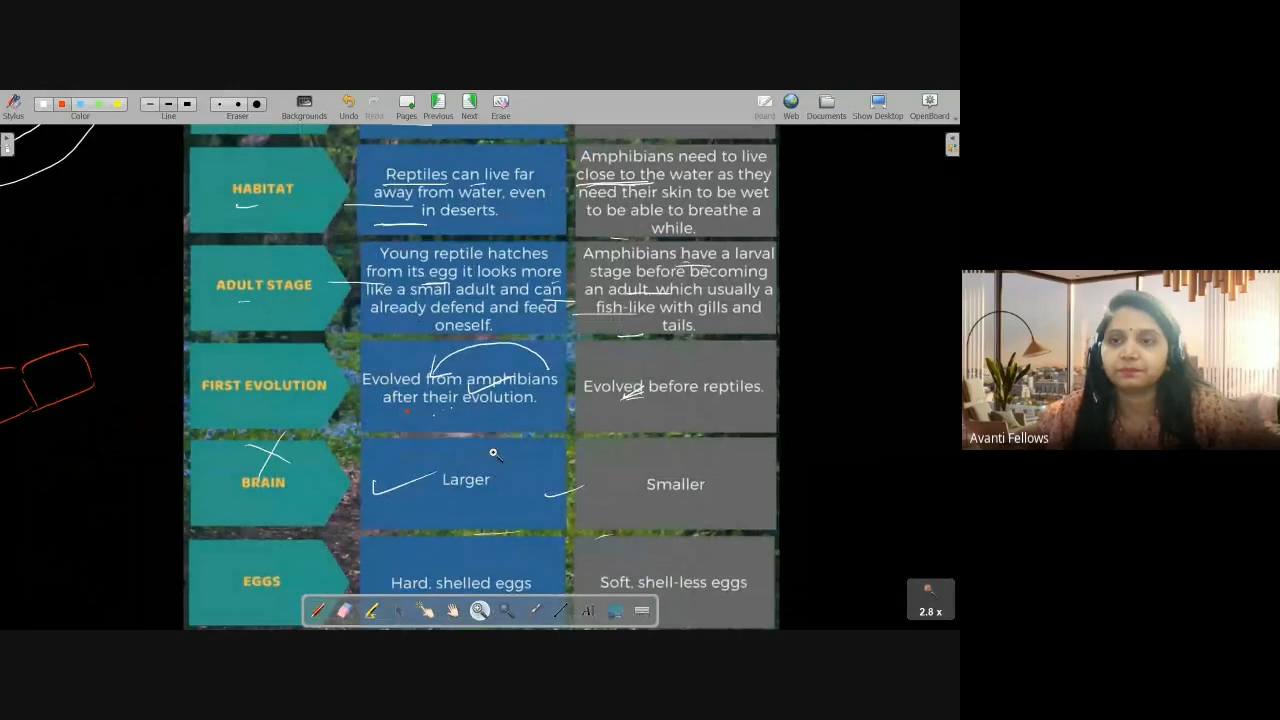 Stylus
Color
Line
Eraser
Backgrounds
Undo
Redo
Pages
Previous
Next
Erase
Board
Web
Documents
Show Desktop
OpenBoard
HABITAT
Reptiles can live far
away from water, even
in deserts.
Amphibians need to live
close to the water as they
need their skin to be wet
to be able to breathe a
while.
ADULT STAGE
Young reptile hatches
from its egg it looks more
like a small adult and can
already defend and feed
oneself.
Amphibians have a larval
stage before becoming
an adult which usually a
fish-like with gills and
tails.
FIRST EVOLUTION
Evolved from amphibians
after their evolution.
Evolved before reptiles.
BRAIN
Larger
Smaller
EGGS
Hard, shelled eggs
Soft, shell-less eggs
2.8 x
Avanti Fellows